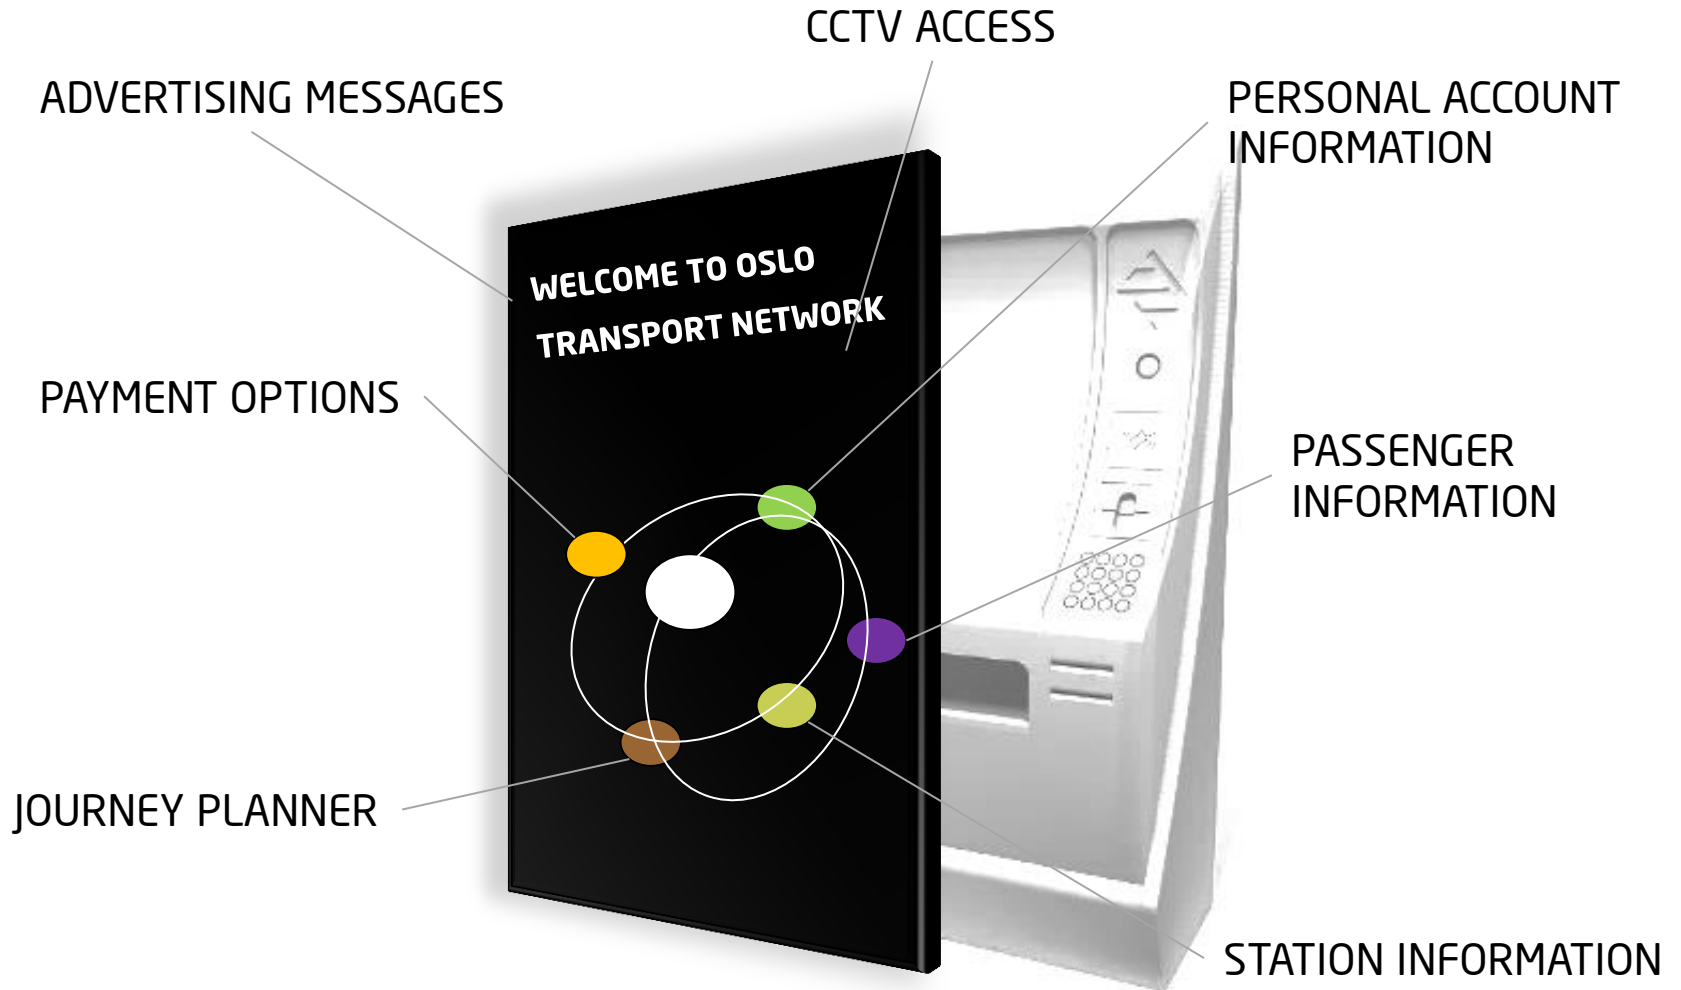 CCTV ACCESS
ADVERTISING MESSAGES
PERSONAL ACCOUNT
INFORMATION
WELCOME TO OSLO
TRANSPORT NETWORK
PAYMENT OPTIONS
PASSENGER
INFORMATION
JOURNEY PLANNER
STATION INFORMATION